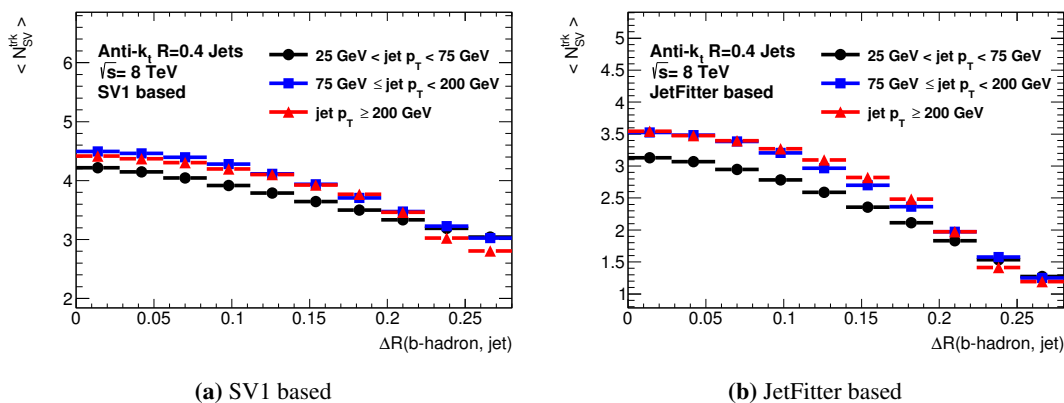 < N_SV^trk >
6
5
4
3
2
Anti-k_t R=0.4 Jets
√s= 8 TeV
SV1 based
25 GeV < jet p_T < 75 GeV
75 GeV ≤ jet p_T < 200 GeV
jet p_T ≥ 200 GeV
0 0.05 0.1 0.15 0.2 0.25
ΔR(b-hadron, jet)
(a) SV1 based
< N_SV^trk >
5.5
5
4.5
4
3.5
3
2.5
2
1.5
1
Anti-k_t R=0.4 Jets
√s= 8 TeV
JetFitter based
25 GeV < jet p_T < 75 GeV
75 GeV ≤ jet p_T < 200 GeV
jet p_T ≥ 200 GeV
0 0.05 0.1 0.15 0.2 0.25
ΔR(b-hadron, jet)
(b) JetFitter based